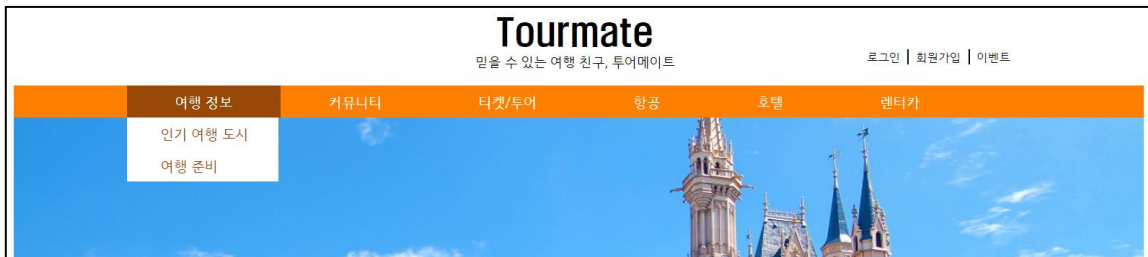 Tourmate
믿을 수 있는 여행 친구, 투어메이트
로그인 | 회원가입 | 이벤트
여행 정보 커뮤니티 티켓/투어 항공 호텔 렌터카
인기 여행 도시
여행 준비